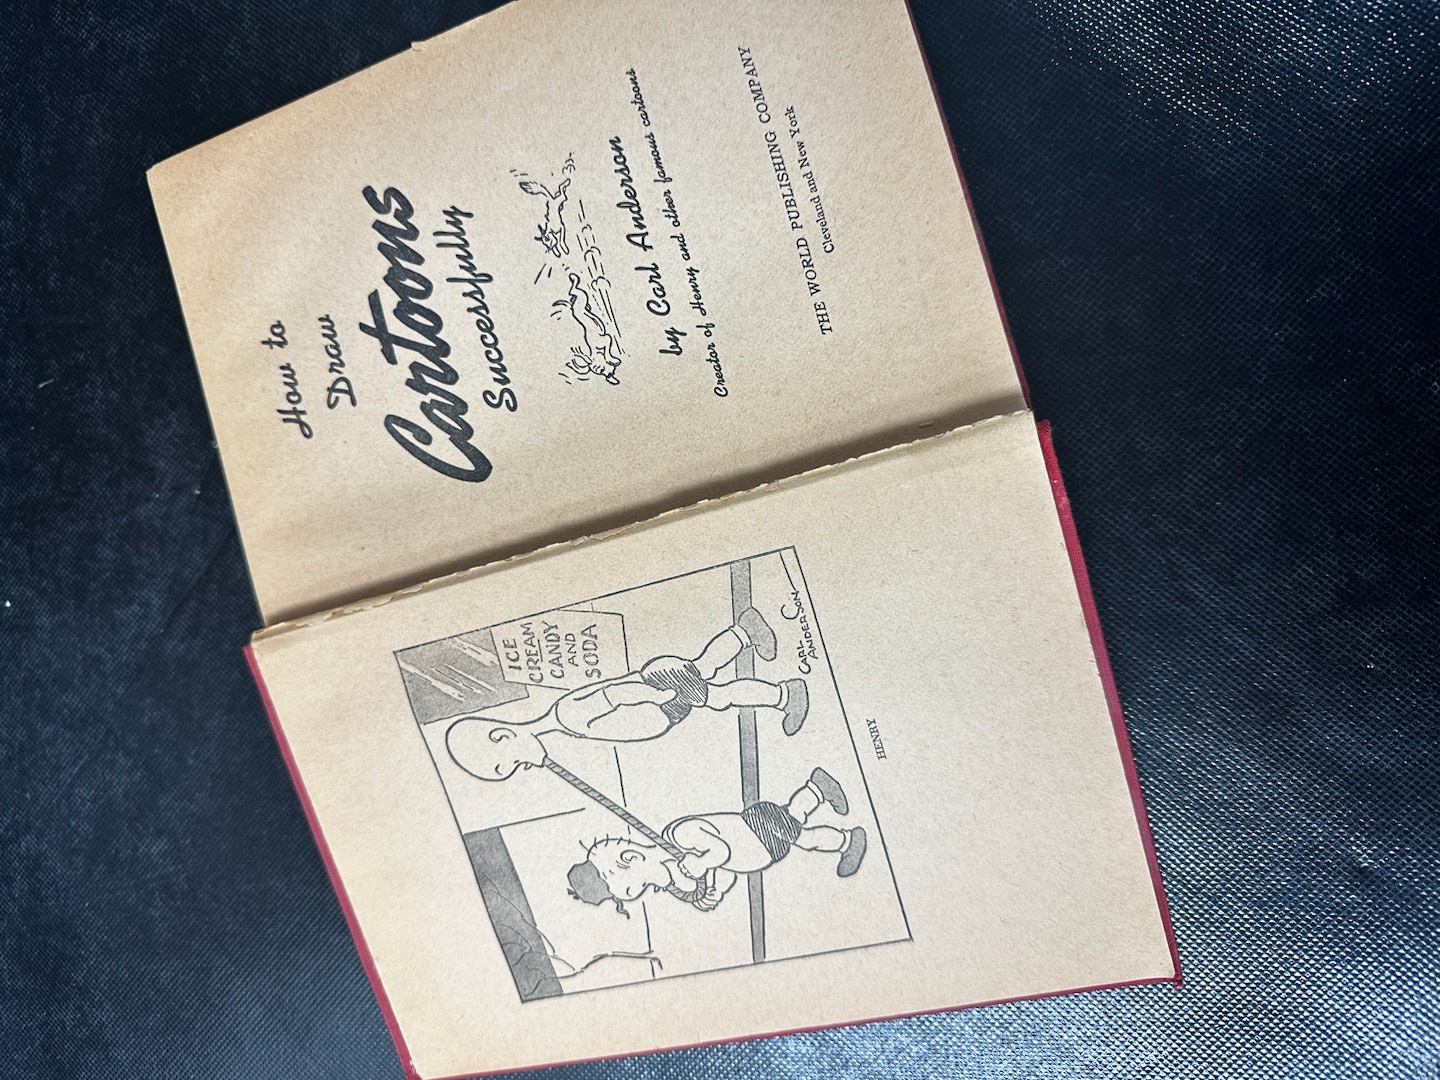 ICE
CREAM
CANDY
AND
SODA
CARL
ANDERSON
HENRY
How to
Draw
Cartoons
Successfully
by Carl Anderson
Creator of Henry and other famous cartoons
THE WORLD PUBLISHING COMPANY
Cleveland and New York